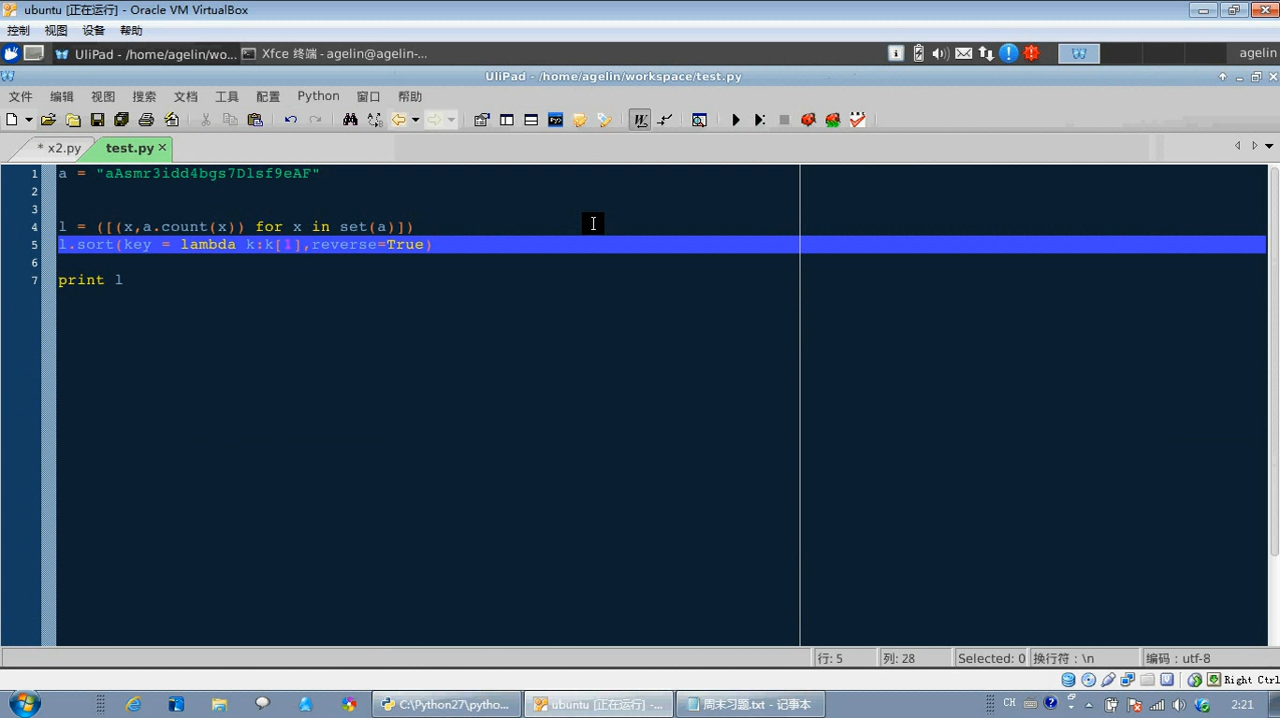 ubuntu [正在运行] - Oracle VM VirtualBox
控制 视图 设备 帮助
UliPad - /home/agelin/wo... Xfce 终端 - agelin@agelin-... agelin
UliPad - /home/agelin/workspace/test.py
文件 编辑 视图 搜索 文档 工具 配置 Python 窗口 帮助
* x2.py test.py
1 a = "aAsmr3idd4bgs7Dlsf9eAF"
2
3
4 l = ([(x,a.count(x)) for x in set(a)])
5 l.sort(key = lambda k:k[1],reverse=True)
6
7 print l
行: 5 列: 28 Selected: 0 换行符：\n 编码：utf-8
Right Ctrl
C:\Python27\pytho... ubuntu [正在运行] -... 周末习题.txt - 记事本 CH 2:21